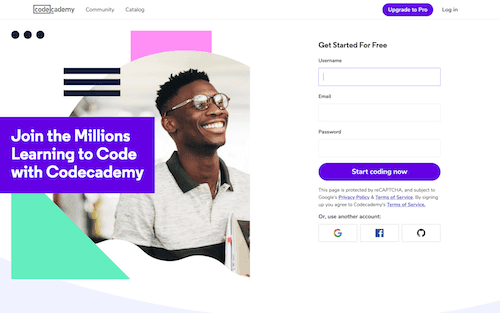 codecademy
Community
Catalog
Upgrade to Pro
Log in
Join the Millions
Learning to Code
with Codecademy
Get Started For Free
Username
Email
Password
Start coding now
This page is protected by reCAPTCHA, and subject to
Google's Privacy Policy & Terms of Service. By signing
up you agree to Codecademy's Terms of Service.
Or, use another account: